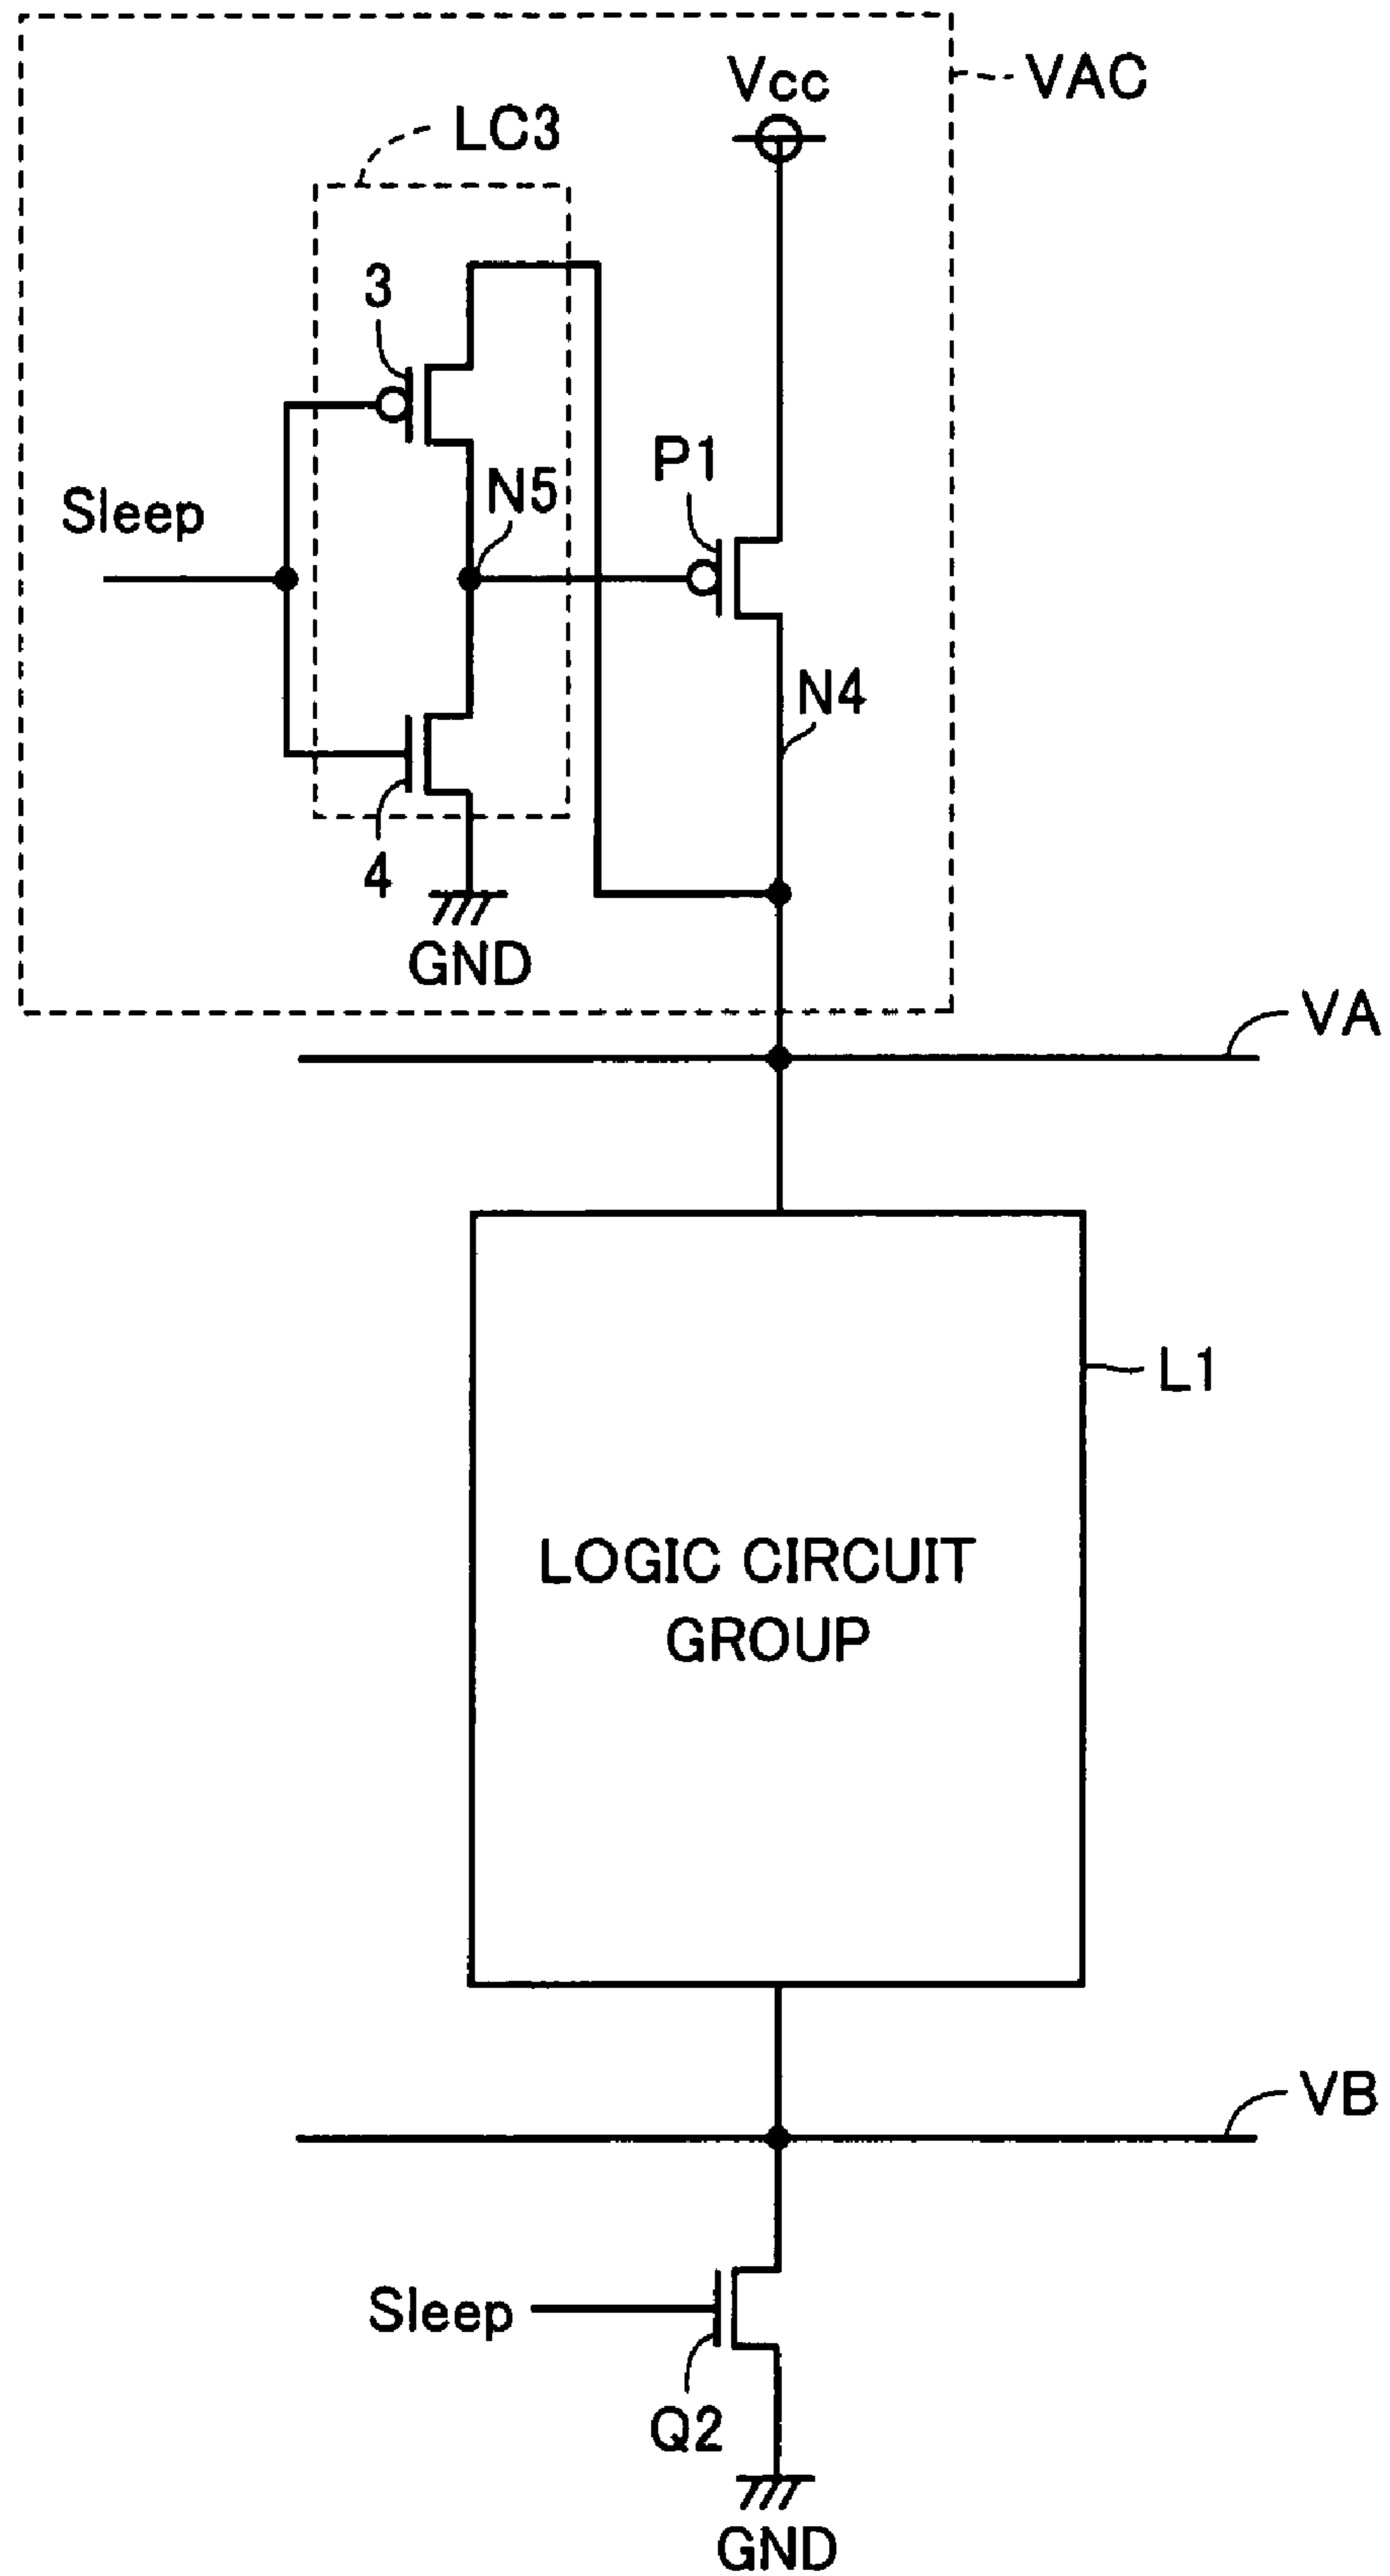 VAC
Vcc
LC3
3
P1
N5
Sleep
N4
4
GND
VA
L1
LOGIC CIRCUIT
GROUP
VB
Sleep
Q2
GND